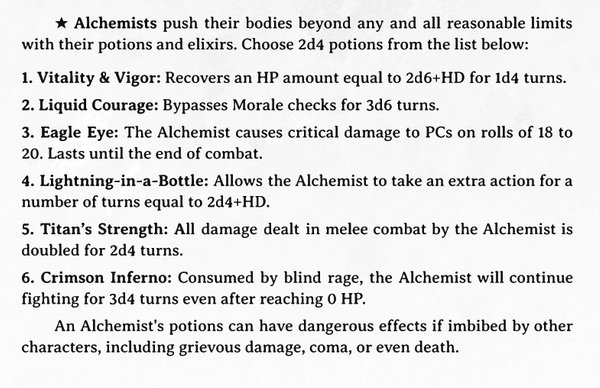 ★ Alchemists push their bodies beyond any and all reasonable limits
with their potions and elixirs. Choose 2d4 potions from the list below:
1. Vitality & Vigor: Recovers an HP amount equal to 2d6+HD for 1d4 turns.
2. Liquid Courage: Bypasses Morale checks for 3d6 turns.
3. Eagle Eye: The Alchemist causes critical damage to PCs on rolls of 18 to
20. Lasts until the end of combat.
4. Lightning-in-a-Bottle: Allows the Alchemist to take an extra action for a
number of turns equal to 2d4+HD.
5. Titan’s Strength: All damage dealt in melee combat by the Alchemist is
doubled for 2d4 turns.
6. Crimson Inferno: Consumed by blind rage, the Alchemist will continue
fighting for 3d4 turns even after reaching 0 HP.
An Alchemist's potions can have dangerous effects if imbibed by other
characters, including grievous damage, coma, or even death.